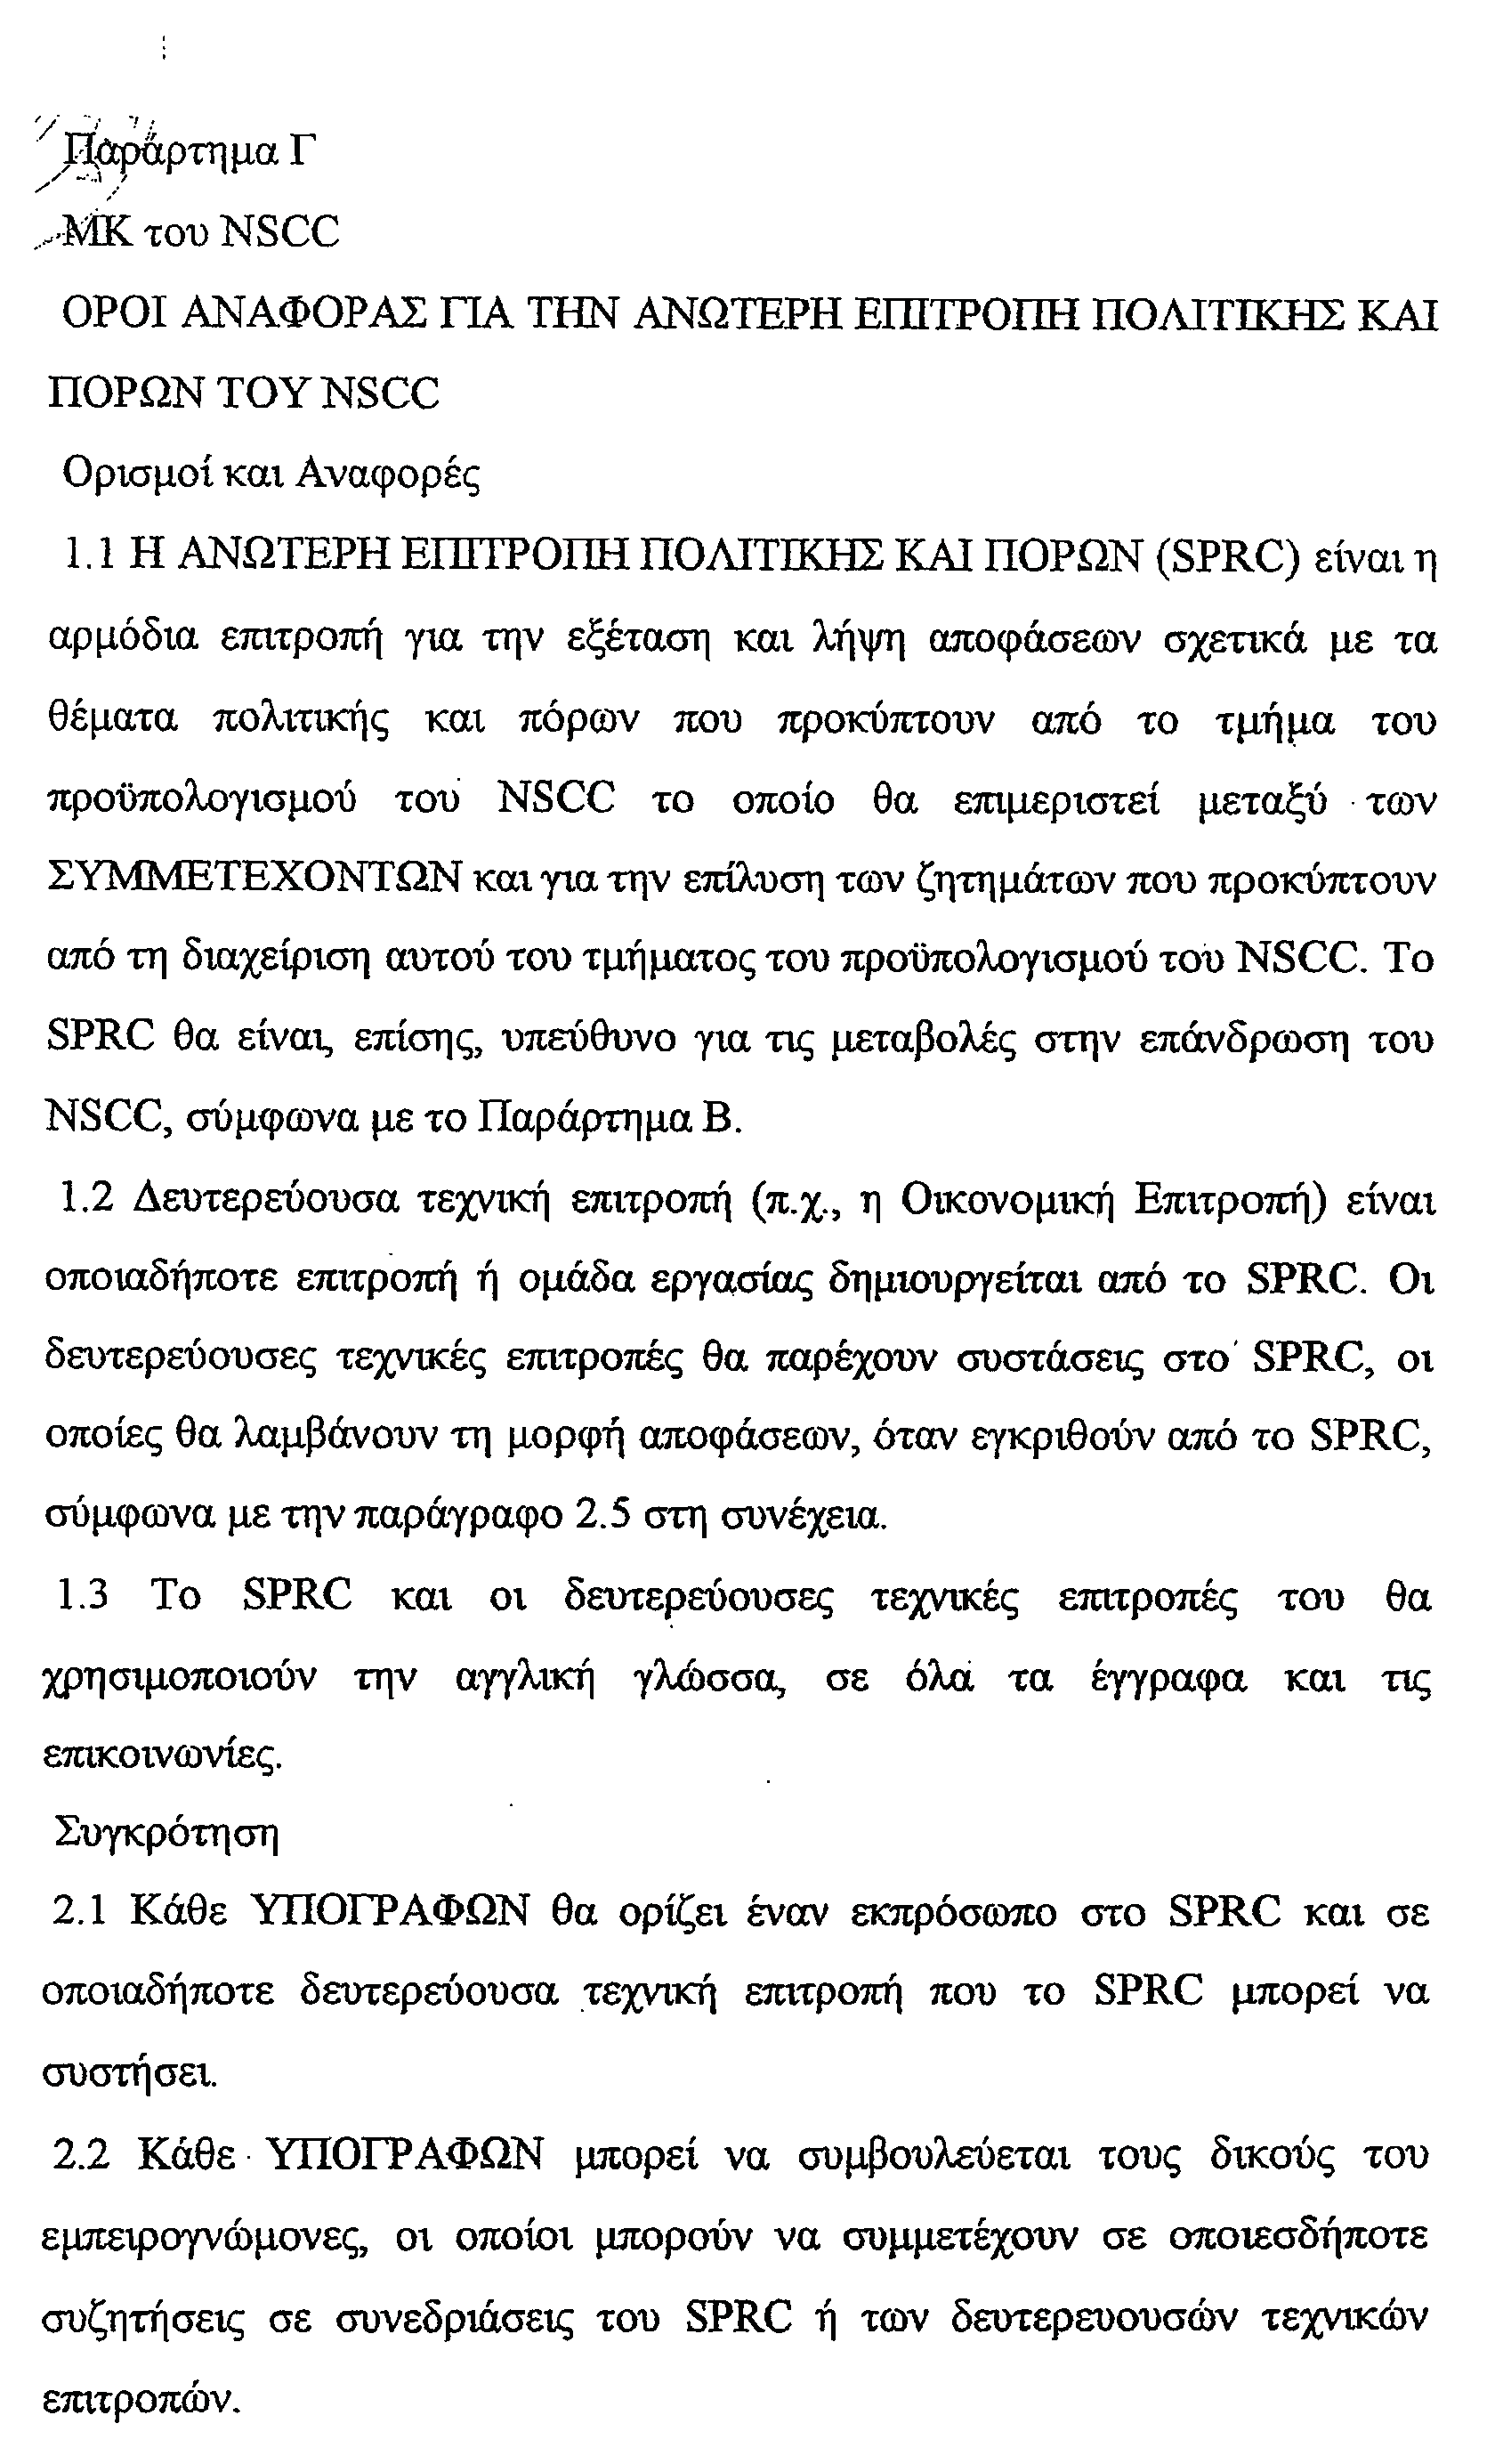 Παράρτημα Γ
ΜΚ του NSCC
ΟΡΟΙ ΑΝΑΦΟΡΑΣ ΓΙΑ ΤΗΝ ΑΝΩΤΕΡΗ ΕΠΙΤΡΟΠΗ ΠΟΛΙΤΙΚΗΣ ΚΑΙ
ΠΟΡΩΝ ΤΟΥ NSCC
Ορισμοί και Αναφορές
1.1 Η ΑΝΩΤΕΡΗ ΕΠΙΤΡΟΠΗ ΠΟΛΙΤΙΚΗΣ ΚΑΙ ΠΟΡΩΝ (SPRC) είναι η
αρμόδια επιτροπή για την εξέταση και λήψη αποφάσεων σχετικά με τα
θέματα πολιτικής και πόρων που προκύπτουν από το τμήμα του
προϋπολογισμού του NSCC το οποίο θα επιμεριστεί μεταξύ των
ΣΥΜΜΕΤΕΧΟΝΤΩΝ και για την επίλυση των ζητημάτων που προκύπτουν
από τη διαχείριση αυτού του τμήματος του προϋπολογισμού του NSCC. Το
SPRC θα είναι, επίσης, υπεύθυνο για τις μεταβολές στην επάνδρωση του
NSCC, σύμφωνα με το Παράρτημα Β.
1.2 Δευτερεύουσα τεχνική επιτροπή (π.χ., η Οικονομική Επιτροπή) είναι
οποιαδήποτε επιτροπή ή ομάδα εργασίας δημιουργείται από το SPRC. Οι
δευτερεύουσες τεχνικές επιτροπές θα παρέχουν συστάσεις στο SPRC, οι
οποίες θα λαμβάνουν τη μορφή αποφάσεων, όταν εγκριθούν από το SPRC,
σύμφωνα με την παράγραφο 2.5 στη συνέχεια.
1.3 Το SPRC και οι δευτερεύουσες τεχνικές επιτροπές του θα
χρησιμοποιούν την αγγλική γλώσσα, σε όλα τα έγγραφα και τις
επικοινωνίες.
Συγκρότηση
2.1 Κάθε ΥΠΟΓΡΑΦΩΝ θα ορίζει έναν εκπρόσωπο στο SPRC και σε
οποιαδήποτε δευτερεύουσα τεχνική επιτροπή που το SPRC μπορεί να
συστήσει.
2.2 Κάθε ΥΠΟΓΡΑΦΩΝ μπορεί να συμβουλεύεται τους δικούς του
εμπειρογνώμονες, οι οποίοι μπορούν να συμμετέχουν σε οποιεσδήποτε
συζητήσεις σε συνεδριάσεις του SPRC ή των δευτερευουσών τεχνικών
επιτροπών.